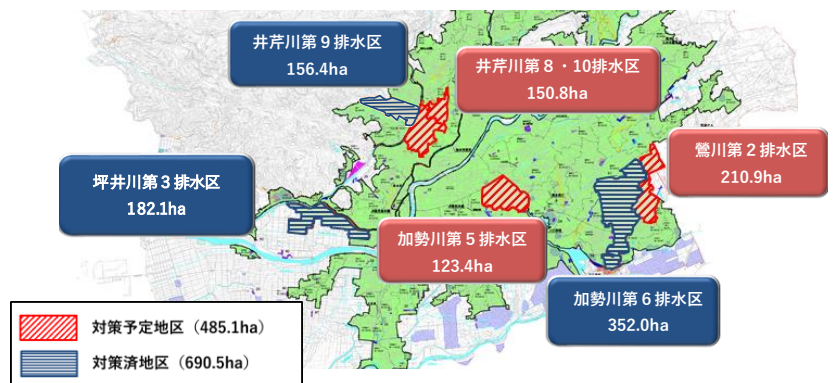 井芹川第９排水区
156.4ha
井芹川第８・10排水区
150.8ha
鶯川第２排水区
210.9ha
坪井川第３排水区
182.1ha
加勢川第５排水区
123.4ha
加勢川第６排水区
352.0ha
対策予定地区（485.1ha）
対策済地区（690.5ha）